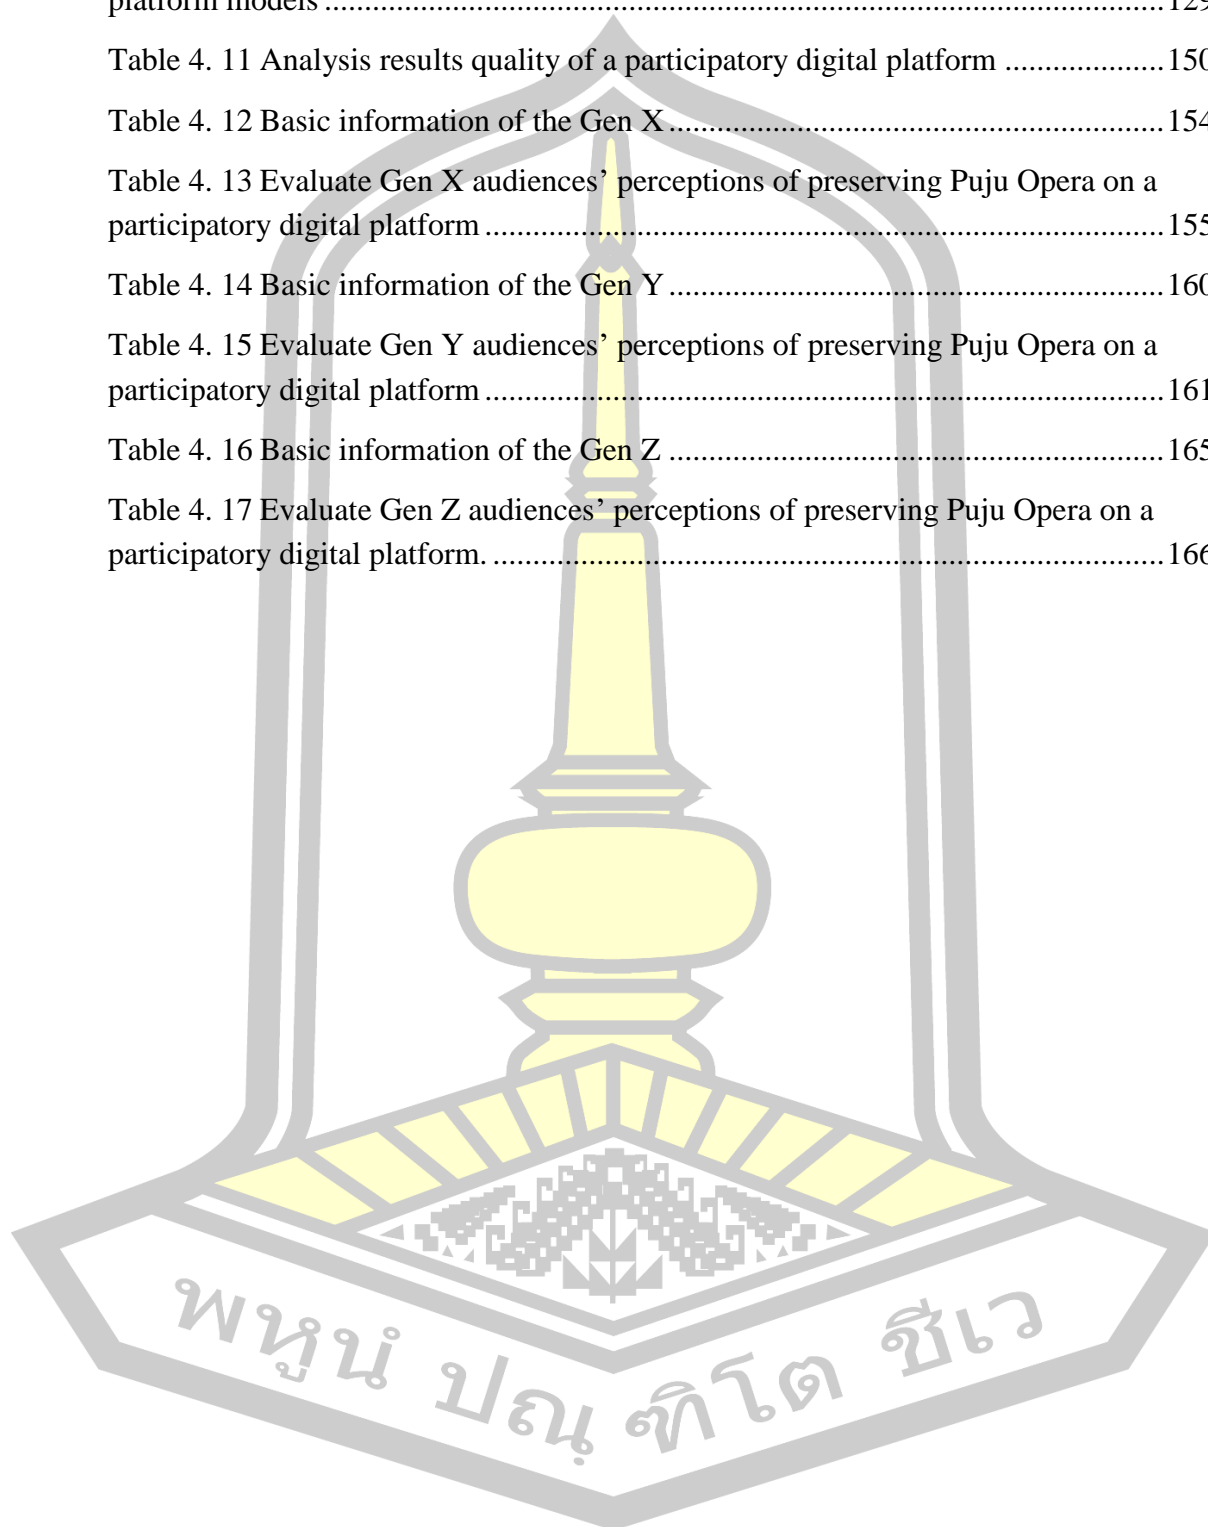 platform models ........................................................................................................129
Table 4. 11 Analysis results quality of a participatory digital platform ...................150
Table 4. 12 Basic information of the Gen X.............................................................154
Table 4. 13 Evaluate Gen X audiences’ perceptions of preserving Puju Opera on a
participatory digital platform ....................................................................................155
Table 4. 14 Basic information of the Gen Y .............................................................160
Table 4. 15 Evaluate Gen Y audiences’ perceptions of preserving Puju Opera on a
participatory digital platform ....................................................................................161
Table 4. 16 Basic information of the Gen Z .............................................................165
Table 4. 17 Evaluate Gen Z audiences’ perceptions of preserving Puju Opera on a
participatory digital platform. ...................................................................................166
พหูนํ ปณฺฑิโต ชีเว